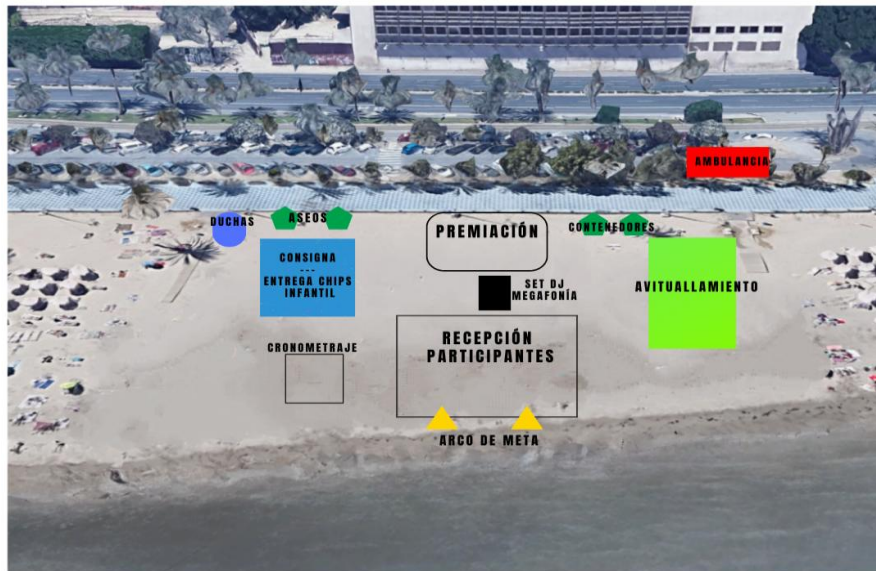 AMBULANCIA
DUCHAS
ASEOS
PREMIACIÓN
CONTENEDORES
CONSIGNA
---
ENTREGA CHIPS
INFANTIL
SET DJ
MEGAFONÍA
AVITUALLAMIENTO
CRONOMETRAJE
RECEPCIÓN
PARTICIPANTES
ARCO DE META